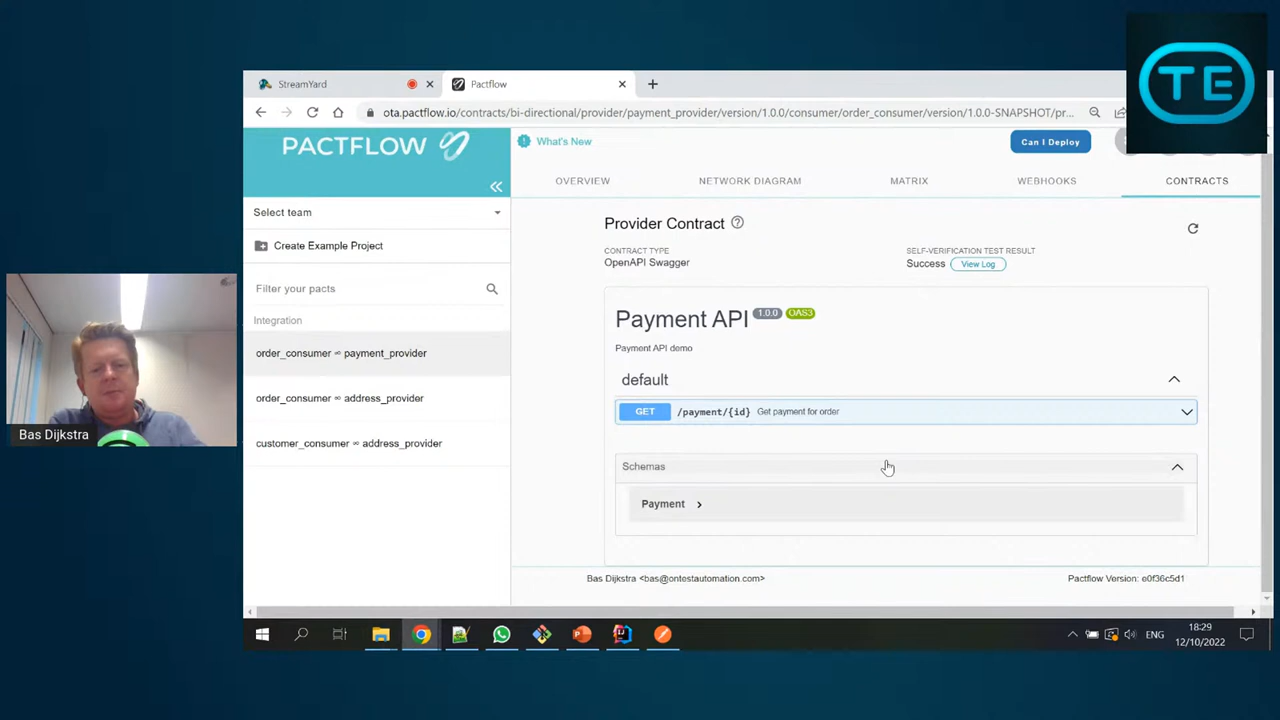 TE
StreamYard
Pactflow
ota.pactflow.io/contracts/bi-directional/provider/payment_provider/version/1.0.0/consumer/order_consumer/version/1.0.0-SNAPSHOT/pr...
PACTFLOW
What's New
Can I Deploy
OVERVIEW
NETWORK DIAGRAM
MATRIX
WEBHOOKS
CONTRACTS
Select team
Create Example Project
Filter your pacts
Integration
order_consumer ∞ payment_provider
order_consumer ∞ address_provider
customer_consumer ∞ address_provider
Provider Contract
CONTRACT TYPE
OpenAPI Swagger
SELF-VERIFICATION TEST RESULT
Success View Log
Payment API 1.0.0 OAS3
Payment API demo
default
GET /payment/{id} Get payment for order
Schemas
Payment
Bas Dijkstra <bas@ontestautomation.com>
Pactflow Version: e0f36c5d1
Bas Dijkstra
ENG
18:29
12/10/2022